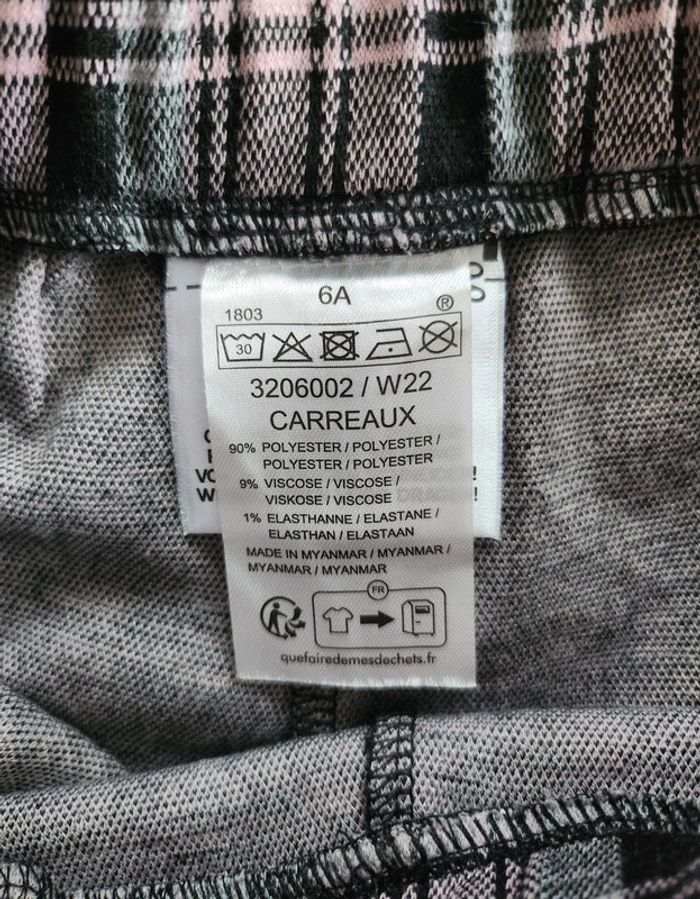 6A
1803
®
30
3206002 / W22
CARREAUX
90% POLYESTER / POLYESTER /
POLYESTER / POLYESTER
9% VISCOSE / VISCOSE /
VISKOSE / VISCOSE
1% ELASTHANNE / ELASTANE /
ELASTHAN / ELASTAAN
MADE IN MYANMAR / MYANMAR /
MYANMAR / MYANMAR
FR
quefairedemesdechets.fr